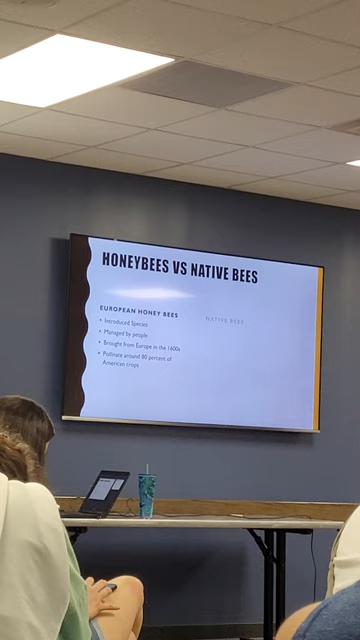 HONEYBEES VS NATIVE BEES
EUROPEAN HONEY BEES
• Introduced Species
• Managed by people
• Brought from Europe in the 1600s
• Pollinate around 80 percent of
American crops
NATIVE BEES